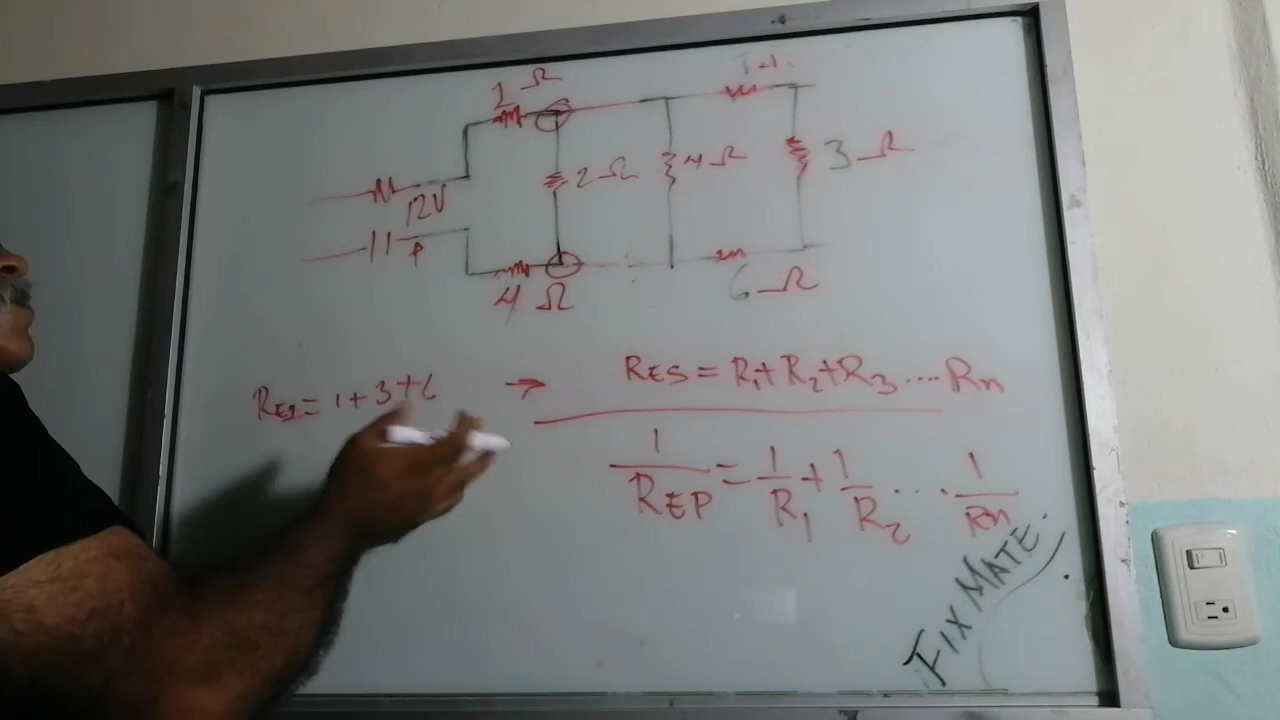 1 Ω
2 Ω
4 Ω
3 Ω
12V
4 Ω
6 Ω
RES = R1+R2+R3....Rn
= 1+3+6
1/REP = 1/R1 + 1/R2 .... 1/Rn
FIX MATE.